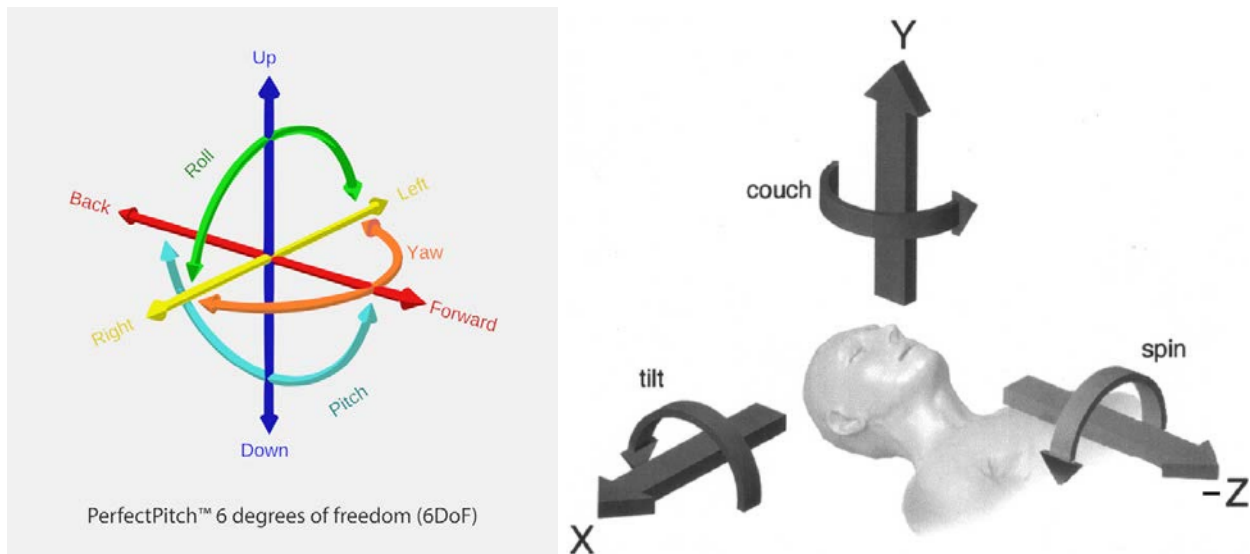 Up
Roll
Left
Back
Yaw
Right
Forward
Pitch
Down
PerfectPitch™ 6 degrees of freedom (6DoF)
Y
couch
spin
tilt
X
-Z